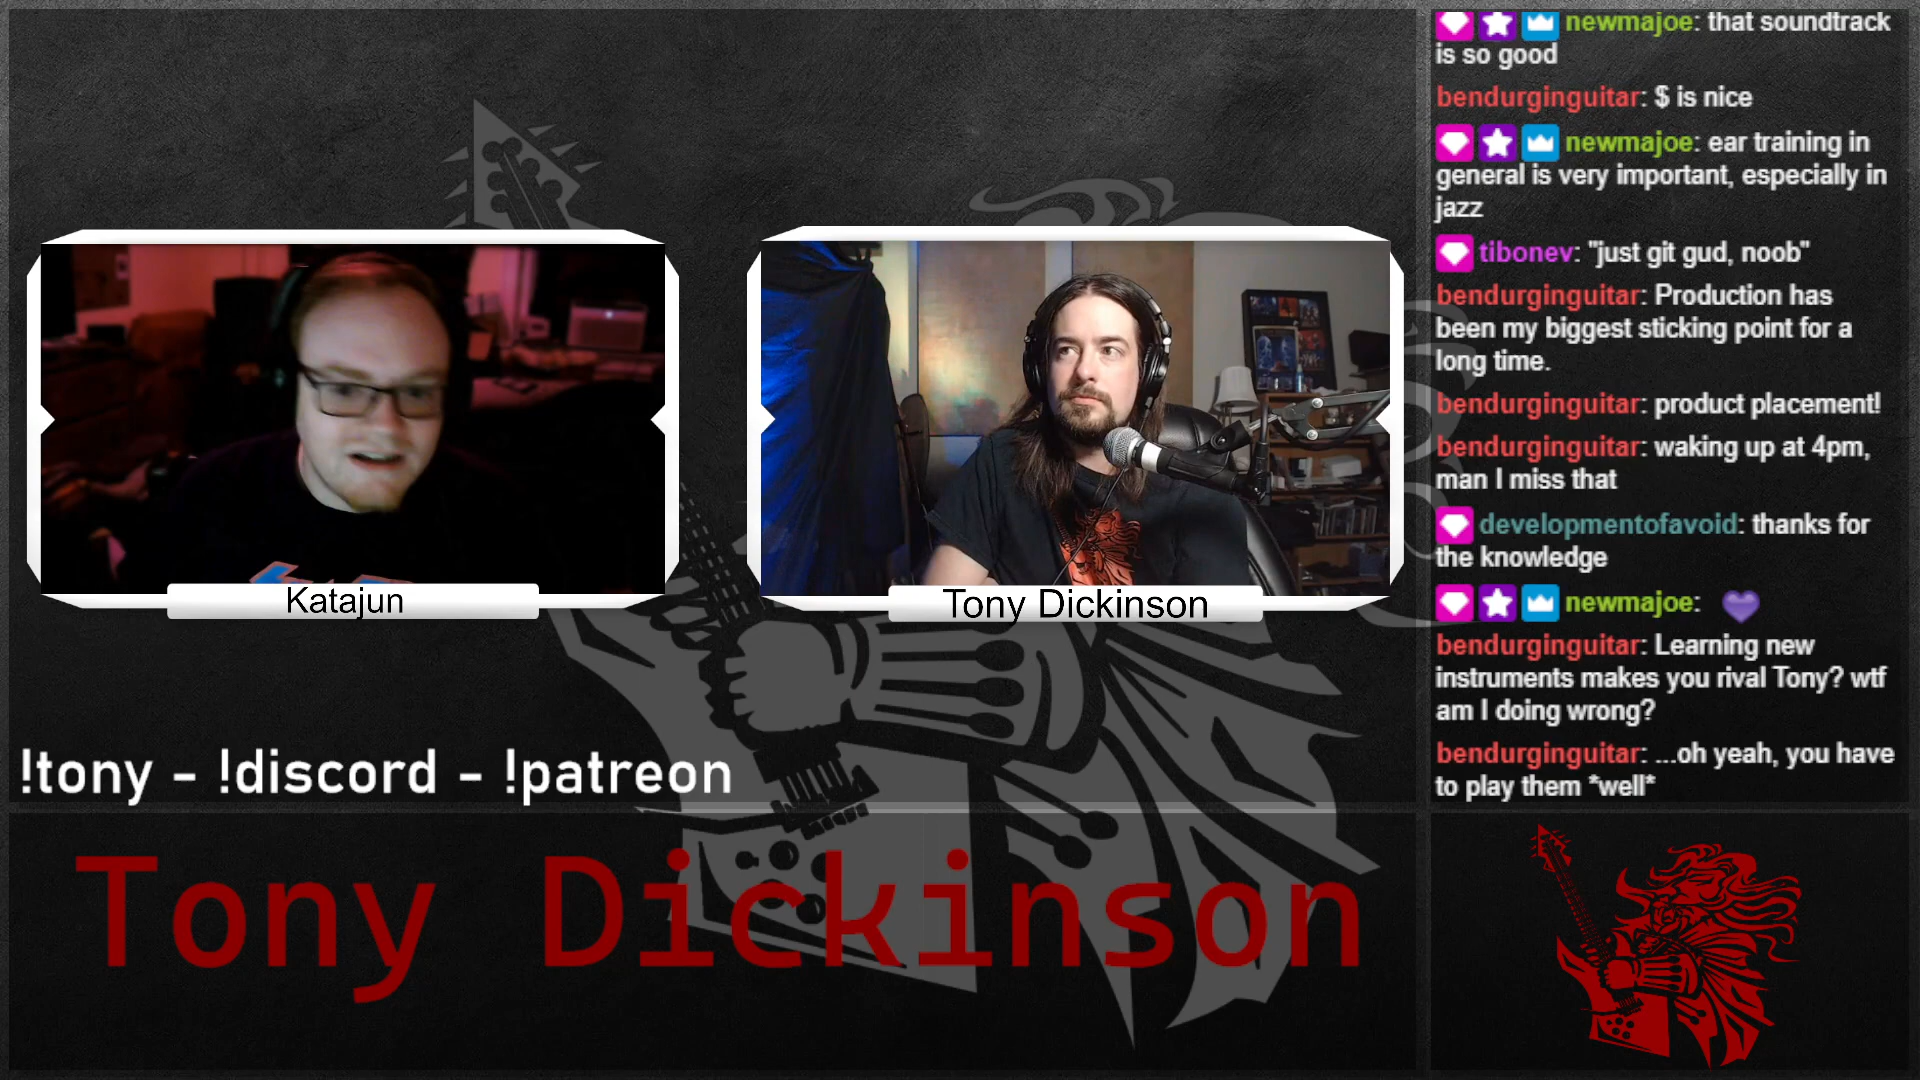 Katajun
Tony Dickinson
!tony - !discord - !patreon
Tony Dickinson
newmajoe: that soundtrack
is so good
bendurginguitar: $ is nice
newmajoe: ear training in
general is very important, especially in
jazz
tibonev: "just git gud, noob"
bendurginguitar: Production has
been my biggest sticking point for a
long time.
bendurginguitar: product placement!
bendurginguitar: waking up at 4pm,
man I miss that
developmentofavoid: thanks for
the knowledge
newmajoe:
bendurginguitar: Learning new
instruments makes you rival Tony? wtf
am I doing wrong?
bendurginguitar: ...oh yeah, you have
to play them *well*